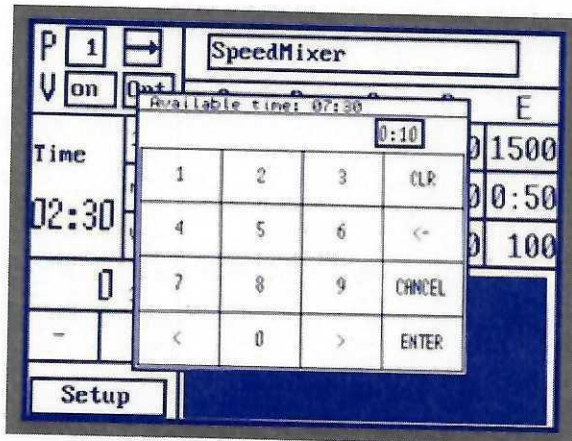 P 1 → SpeedMixer
V on
Available time: 07:30
E
0:10
1500
Time
1 2 3 CLR
0:50
02:30
4 5 6 <-
100
0
7 8 9 CANCEL
- < 0 > ENTER
Setup